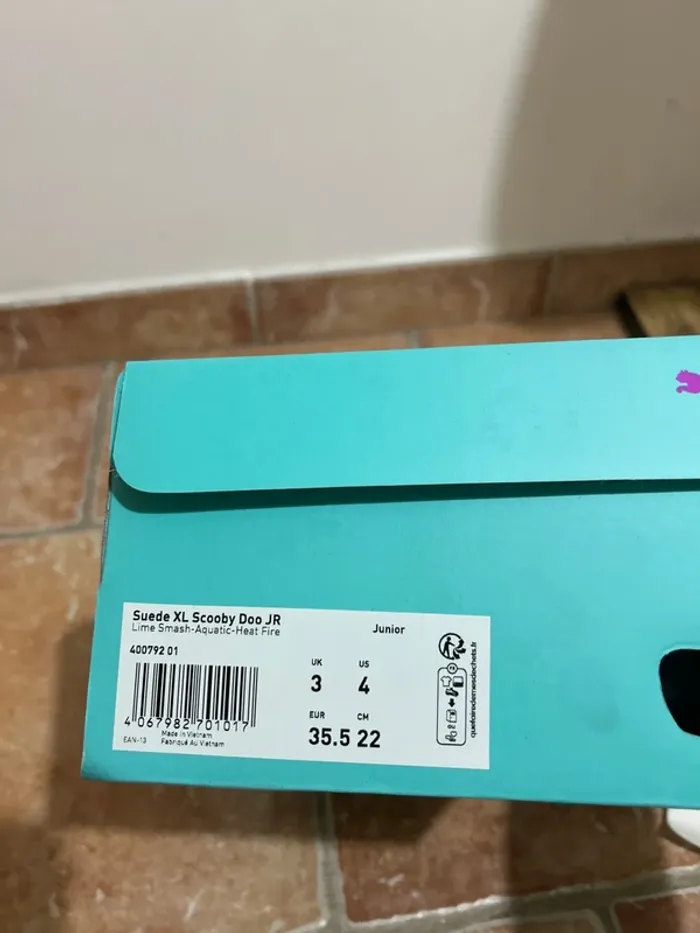 Suede XL Scooby Doo JR
Lime Smash-Aquatic-Heat Fire
Junior
400792 01
UK
US
3
4
EUR
CM
35.5
22
4 067982 701017
EAN-13
Made in Vietnam
Fabriqué Au Vietnam
quefairedemesdechets.fr